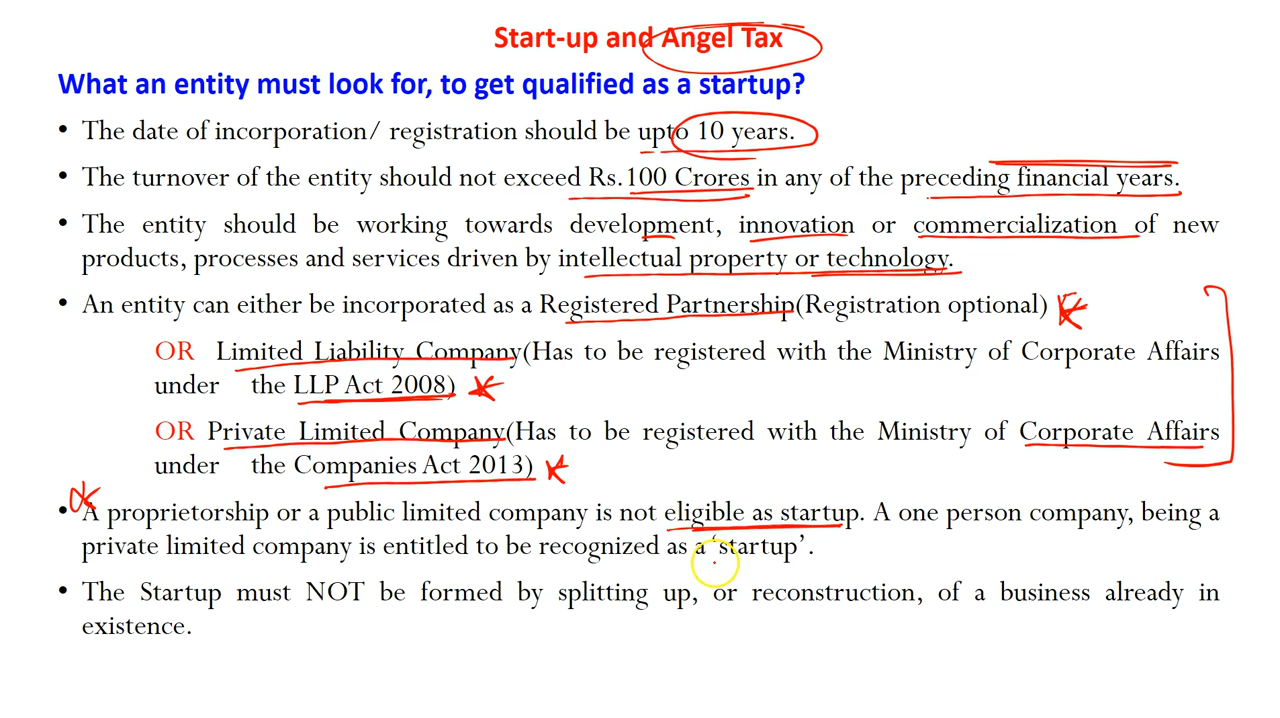 Start-up and Angel Tax
What an entity must look for, to get qualified as a startup?
• The date of incorporation/ registration should be upto 10 years.
• The turnover of the entity should not exceed Rs.100 Crores in any of the preceding financial years.
• The entity should be working towards development, innovation or commercialization of new
products, processes and services driven by intellectual property or technology.
• An entity can either be incorporated as a Registered Partnership(Registration optional)
OR Limited Liability Company(Has to be registered with the Ministry of Corporate Affairs
under the LLP Act 2008)
OR Private Limited Company(Has to be registered with the Ministry of Corporate Affairs
under the Companies Act 2013)
• A proprietorship or a public limited company is not eligible as startup. A one person company, being a
private limited company is entitled to be recognized as a ‘startup’.
• The Startup must NOT be formed by splitting up, or reconstruction, of a business already in
existence.